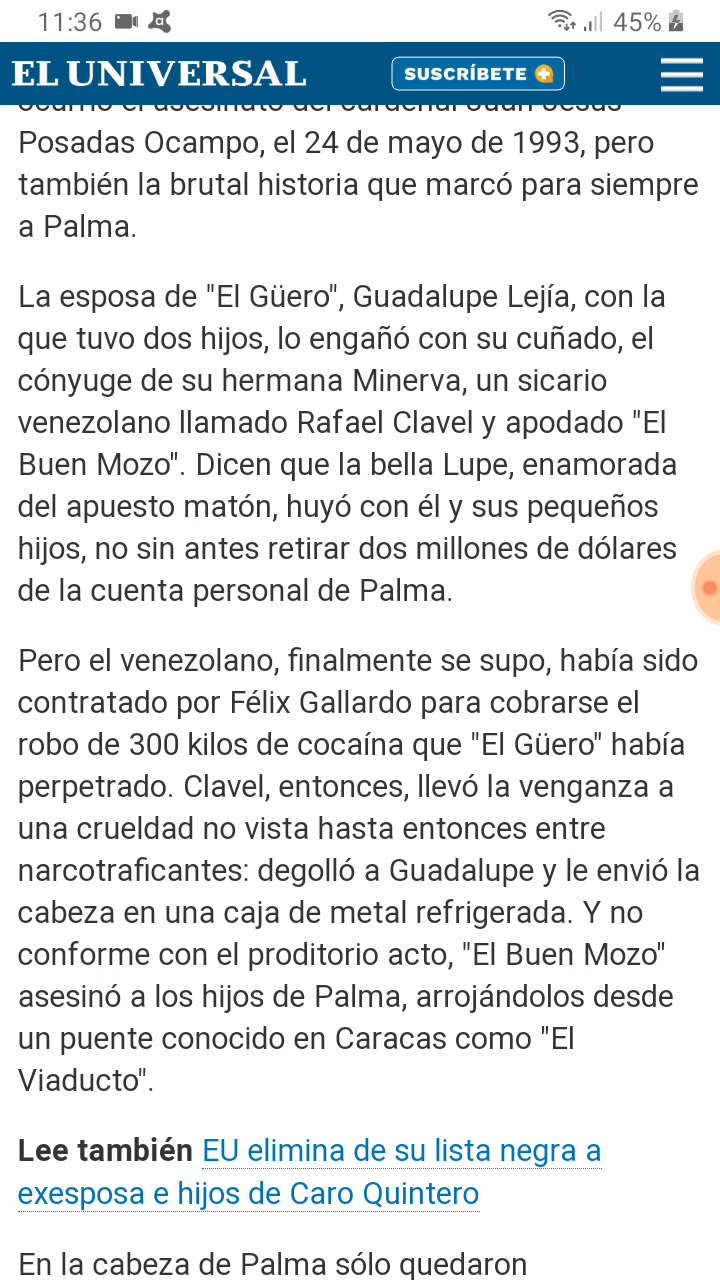 11:36
45%
EL UNIVERSAL
SUSCRÍBETE
ocurrió el asesinato del cardenal Juan Jesús
Posadas Ocampo, el 24 de mayo de 1993, pero
también la brutal historia que marcó para siempre
a Palma.
La esposa de "El Güero", Guadalupe Lejía, con la
que tuvo dos hijos, lo engañó con su cuñado, el
cónyuge de su hermana Minerva, un sicario
venezolano llamado Rafael Clavel y apodado "El
Buen Mozo". Dicen que la bella Lupe, enamorada
del apuesto matón, huyó con él y sus pequeños
hijos, no sin antes retirar dos millones de dólares
de la cuenta personal de Palma.
Pero el venezolano, finalmente se supo, había sido
contratado por Félix Gallardo para cobrarse el
robo de 300 kilos de cocaína que "El Güero" había
perpetrado. Clavel, entonces, llevó la venganza a
una crueldad no vista hasta entonces entre
narcotraficantes: degolló a Guadalupe y le envió la
cabeza en una caja de metal refrigerada. Y no
conforme con el proditorio acto, "El Buen Mozo"
asesinó a los hijos de Palma, arrojándolos desde
un puente conocido en Caracas como "El
Viaducto".
Lee también EU elimina de su lista negra a
exesposa e hijos de Caro Quintero
En la cabeza de Palma sólo quedaron